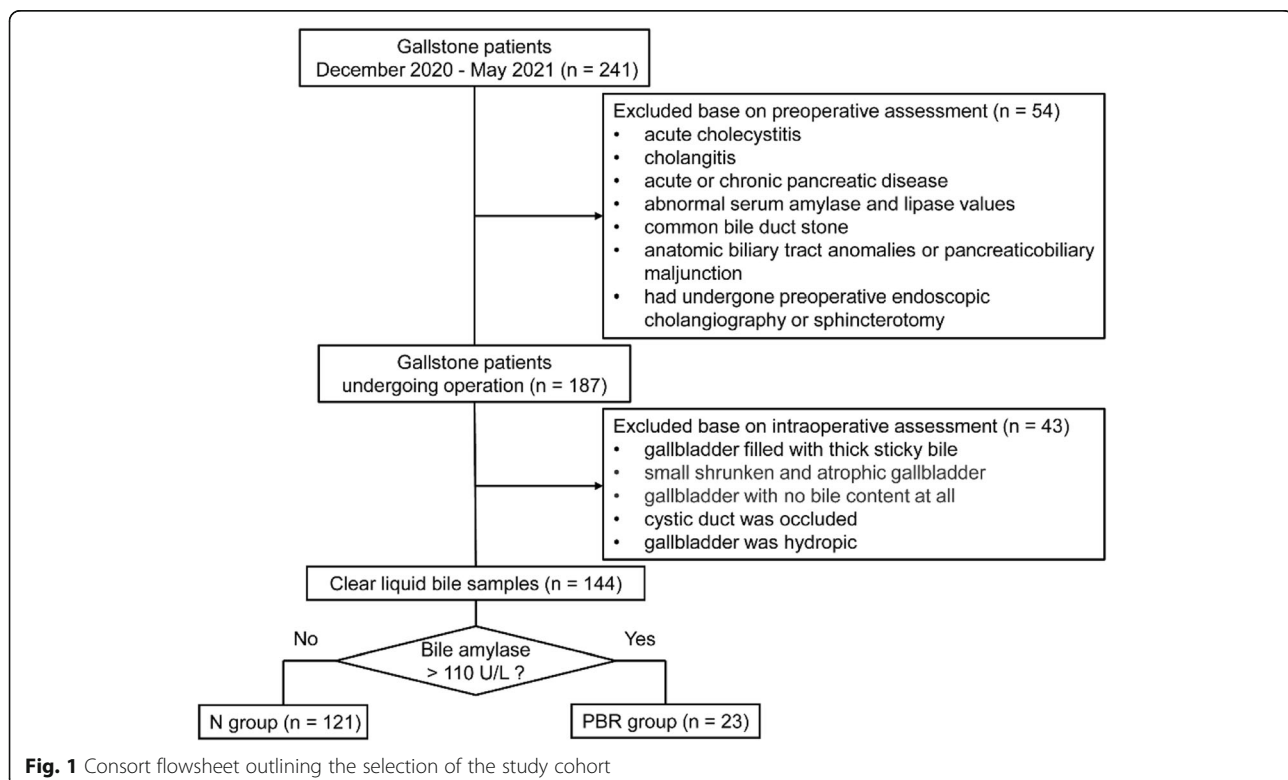 Gallstone patients
December 2020 - May 2021 (n = 241)
Excluded base on preoperative assessment (n = 54)
• acute cholecystitis
• cholangitis
• acute or chronic pancreatic disease
• abnormal serum amylase and lipase values
• common bile duct stone
• anatomic biliary tract anomalies or pancreaticobiliary
maljunction
• had undergone preoperative endoscopic
cholangiography or sphincterotomy
Gallstone patients
undergoing operation (n = 187)
Excluded base on intraoperative assessment (n = 43)
• gallbladder filled with thick sticky bile
• small shrunken and atrophic gallbladder
• gallbladder with no bile content at all
• cystic duct was occluded
• gallbladder was hydropic
Clear liquid bile samples (n = 144)
No
Yes
Bile amylase
> 110 U/L ?
N group (n = 121)
PBR group (n = 23)
Fig. 1 Consort flowsheet outlining the selection of the study cohort